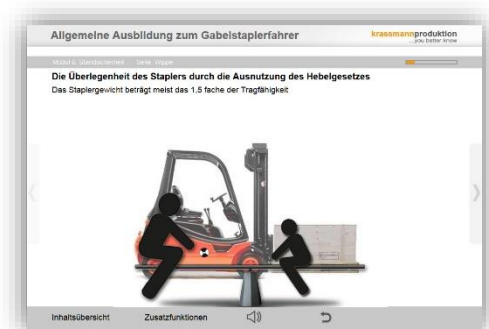 Allgemeine Ausbildung zum Gabelstaplerfahrer
krassmannproduktion
...you better know
Die Überlegenheit des Staplers durch die Ausnutzung des Hebelgesetzes
Das Staplergewicht beträgt meist das 1,5 fache der Tragfähigkeit
Inhaltsübersicht Zusatzfunktionen